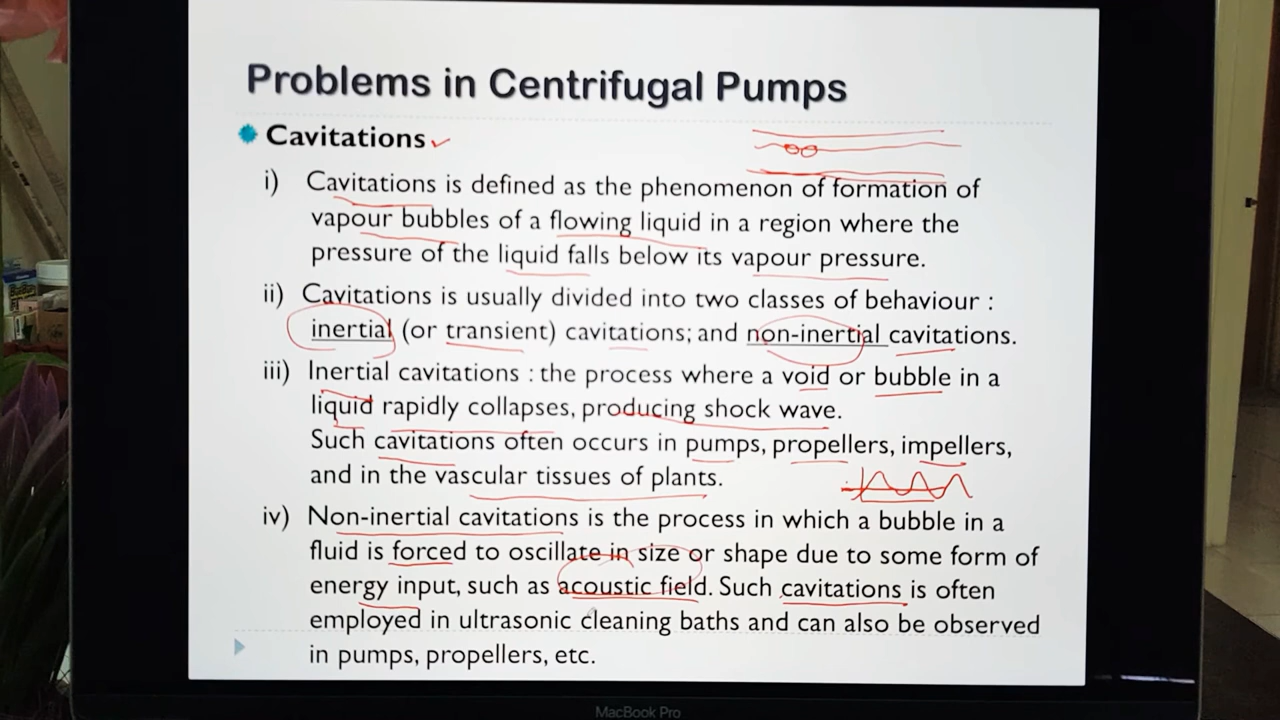 Problems in Centrifugal Pumps
Cavitations
i) Cavitations is defined as the phenomenon of formation of
vapour bubbles of a flowing liquid in a region where the
pressure of the liquid falls below its vapour pressure.
ii) Cavitations is usually divided into two classes of behaviour :
inertial (or transient) cavitations; and non-inertial cavitations.
iii) Inertial cavitations : the process where a void or bubble in a
liquid rapidly collapses, producing shock wave.
Such cavitations often occurs in pumps, propellers, impellers,
and in the vascular tissues of plants.
iv) Non-inertial cavitations is the process in which a bubble in a
fluid is forced to oscillate in size or shape due to some form of
energy input, such as acoustic field. Such cavitations is often
employed in ultrasonic cleaning baths and can also be observed
in pumps, propellers, etc.
MacBook Pro